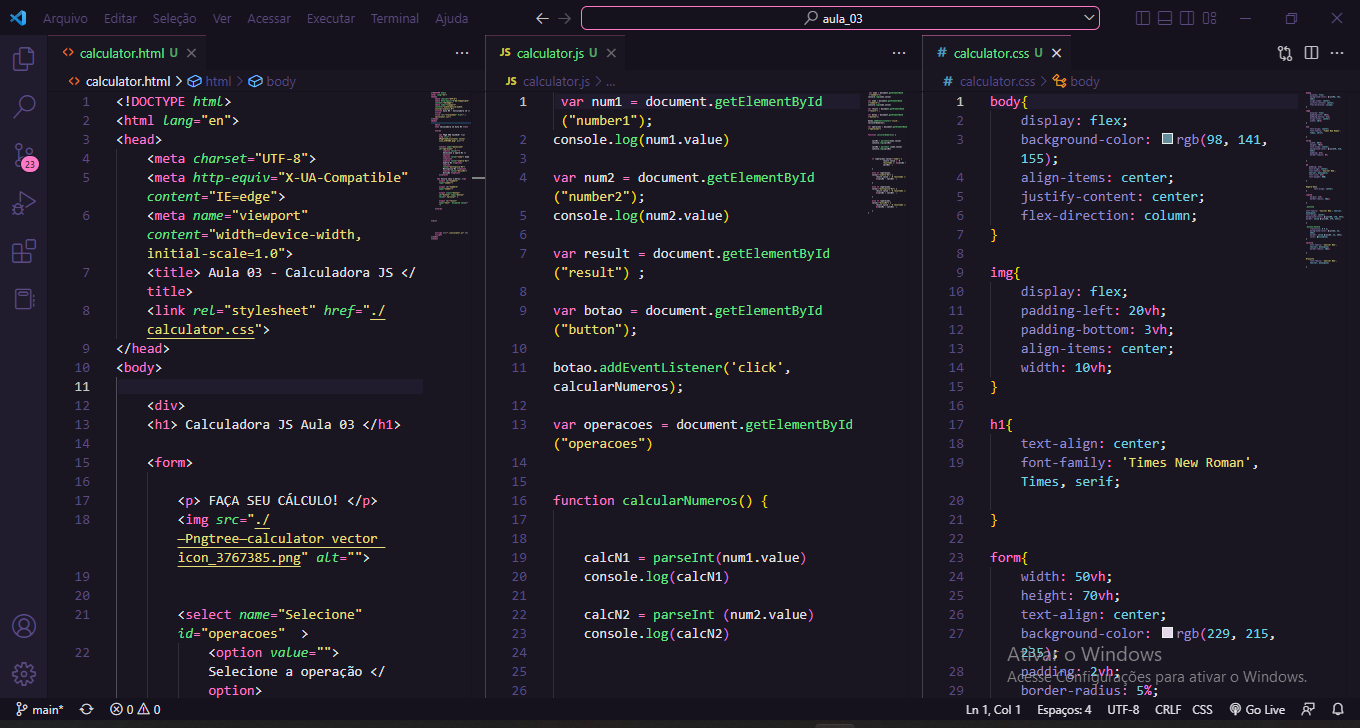 Arquivo Editar Seleção Ver Acessar Executar Terminal Ajuda
aula_03
calculator.html U
JS calculator.js U
# calculator.css U
calculator.html > html > body
JS calculator.js > ...
# calculator.css > body
23
1 <!DOCTYPE html>
2 <html lang="en">
3 <head>
4 <meta charset="UTF-8">
5 <meta http-equiv="X-UA-Compatible"
content="IE=edge">
6 <meta name="viewport"
content="width=device-width,
initial-scale=1.0">
7 <title> Aula 03 - Calculadora JS </
title>
8 <link rel="stylesheet" href="./
calculator.css">
9 </head>
10 <body>
11
12 <div>
13 <h1> Calculadora JS Aula 03 </h1>
14
15 <form>
16
17 <p> FAÇA SEU CÁLCULO! </p>
18 <img src="./
—Pngtree—calculator vector
icon_3767385.png" alt="">
19
20
21 <select name="Selecione"
id="operacoes" >
22 <option value="">
Selecione a operação </
option>
1 var num1 = document.getElementById
("number1");
2 console.log(num1.value)
3
4 var num2 = document.getElementById
("number2");
5 console.log(num2.value)
6
7 var result = document.getElementById
("result") ;
8
9 var botao = document.getElementById
("button");
10
11 botao.addEventListener('click',
calcularNumeros);
12
13 var operacoes = document.getElementById
("operacoes")
14
15
16 function calcularNumeros() {
17
18
19 calcN1 = parseInt(num1.value)
20 console.log(calcN1)
21
22 calcN2 = parseInt (num2.value)
23 console.log(calcN2)
24
25
26
1 body{
2 display: flex;
3 background-color: rgb(98, 141,
155);
4 align-items: center;
5 justify-content: center;
6 flex-direction: column;
7 }
8
9 img{
10 display: flex;
11 padding-left: 20vh;
12 padding-bottom: 3vh;
13 align-items: center;
14 width: 10vh;
15 }
16
17 h1{
18 text-align: center;
19 font-family: 'Times New Roman',
Times, serif;
20
21 }
22
23 form{
24 width: 50vh;
25 height: 70vh;
26 text-align: center;
27 background-color: rgb(229, 215,
235);
28 padding: 2vh;
29 border-radius: 5%;
Ativar o Windows
Acesse Configurações para ativar o Windows.
main* 0 0
Ln 1, Col 1 Espaços: 4 UTF-8 CRLF CSS Go Live